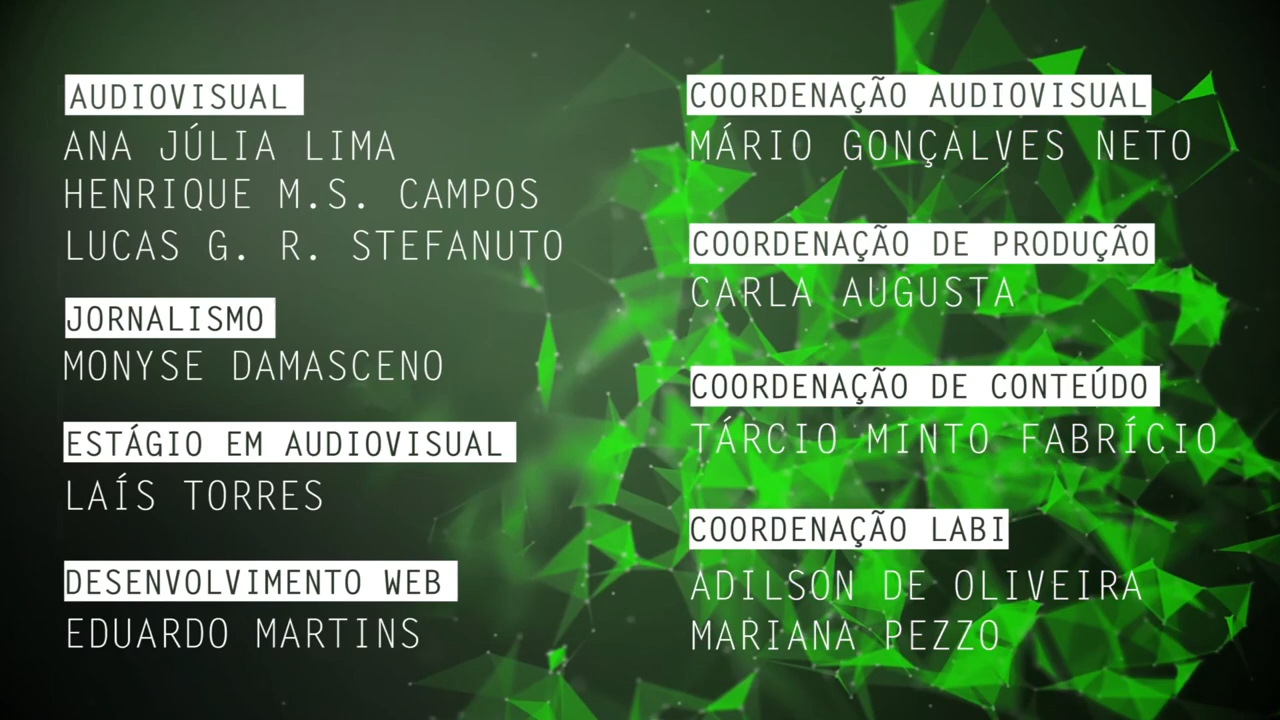 AUDIOVISUAL
ANA JÚLIA LIMA
HENRIQUE M.S. CAMPOS
LUCAS G. R. STEFANUTO
JORNALISMO
MONYSE DAMASCENO
ESTÁGIO EM AUDIOVISUAL
LAÍS TORRES
DESENVOLVIMENTO WEB
EDUARDO MARTINS
COORDENAÇÃO AUDIOVISUAL
MÁRIO GONÇALVES NETO
COORDENAÇÃO DE PRODUÇÃO
CARLA AUGUSTA
COORDENAÇÃO DE CONTEÚDO
TÁRCIO MINTO FABRÍCIO
COORDENAÇÃO LABI
ADILSON DE OLIVEIRA
MARIANA PEZZO